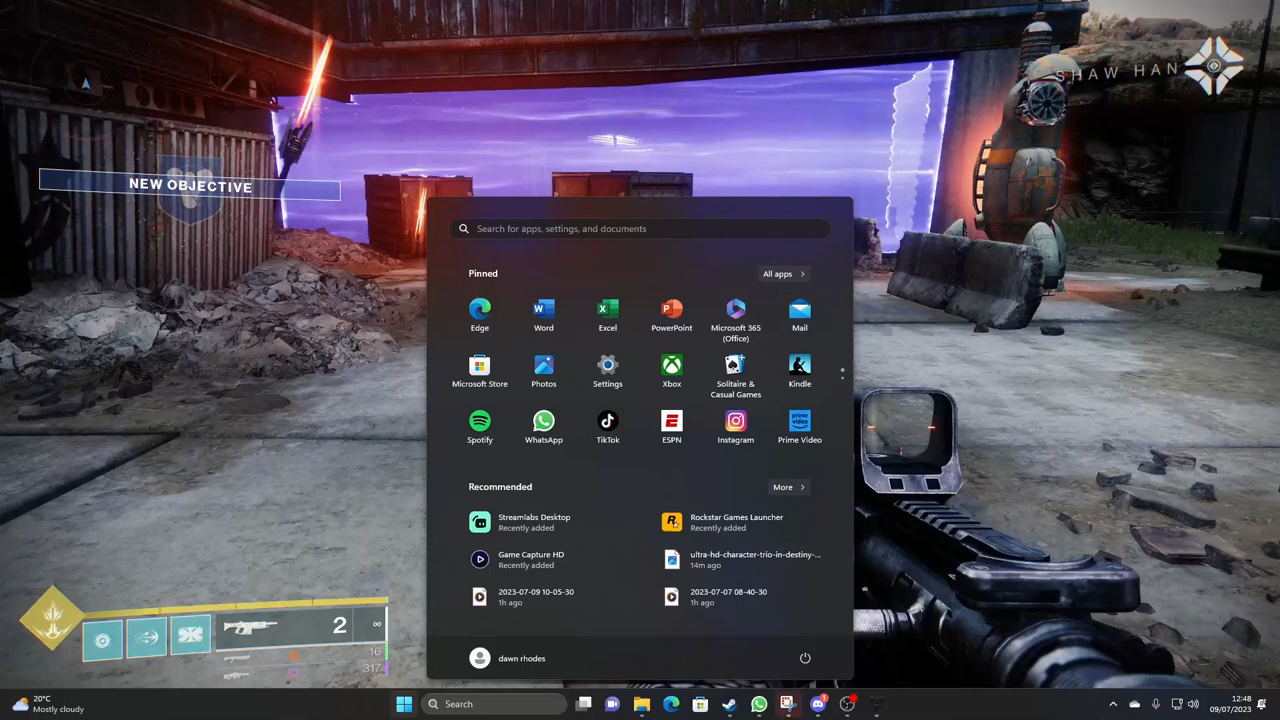 SHAW HAN
NEW OBJECTIVE
Search for apps, settings, and documents
Pinned
All apps
Edge
Word
Excel
PowerPoint
Microsoft 365
(Office)
Mail
Microsoft Store
Photos
Settings
Xbox
Solitaire &
Casual Games
Kindle
Spotify
WhatsApp
TikTok
ESPN
Instagram
prime
video
Prime Video
Recommended
More
Streamlabs Desktop
Recently added
Rockstar Games Launcher
Recently added
Game Capture HD
Recently added
ultra-hd-character-trio-in-destiny-...
14m ago
2023-07-09 10-05-30
1h ago
2023-07-07 08-40-30
1h ago
2 ∞
16
317
dawn rhodes
20°C
Mostly cloudy
Search
12:48
09/07/2023